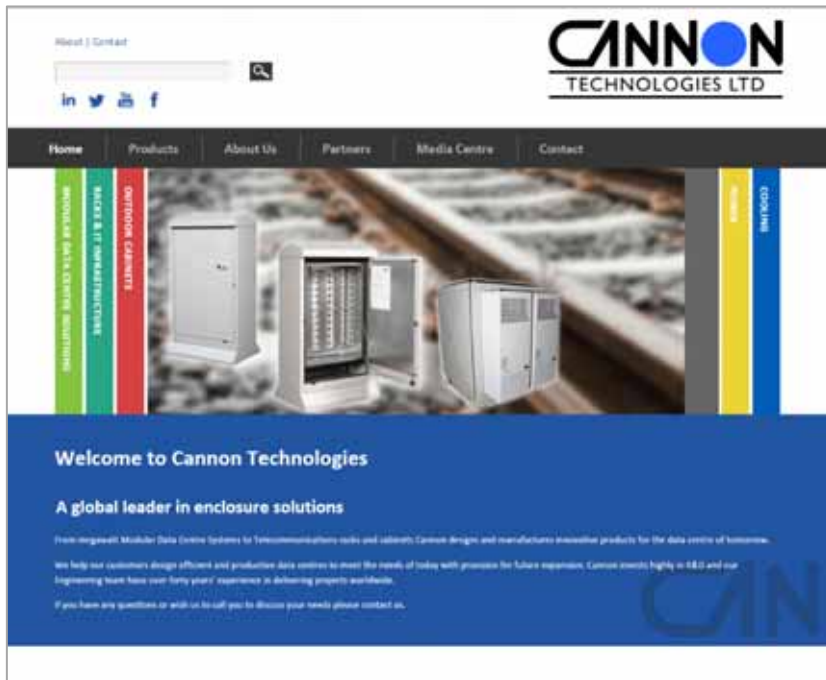 About | Contact
CANNON
TECHNOLOGIES LTD
Home
Products
About Us
Partners
Media Centre
Contact
MODULAR DATA CENTRE SOLUTIONS
RACKS & IT INFRASTRUCTURE
OUTDOOR CABINETS
POWER
COOLING
Welcome to Cannon Technologies
A global leader in enclosure solutions
From megawatt Modular Data Centre Systems to Telecommunications racks and cabinets Cannon designs and manufactures innovative products for the data centre of tomorrow.
We help our customers design efficient and production data centres to meet the needs of today with provision for future expansion. Cannon invests highly in R&D and our
Engineering team have over forty years' experience in delivering projects worldwide.
If you have any questions or wish us to call you to discuss your needs please contact us.
CAN